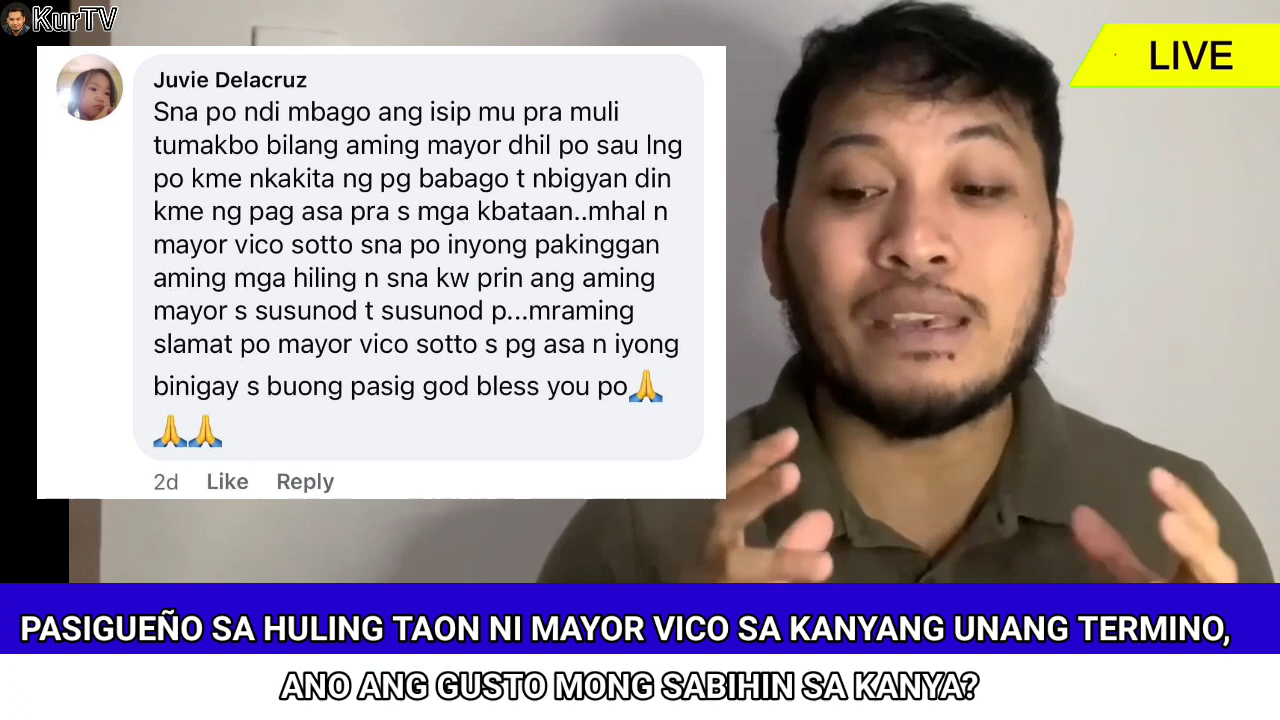 KurTV
LIVE
Juvie Delacruz
Sna po ndi mbago ang isip mu pra muli
tumakbo bilang aming mayor dhil po sau lng
po kme nkakita ng pg babago t nbigyan din
kme ng pag asa pra s mga kbataan..mhal n
mayor vico sotto sna po inyong pakinggan
aming mga hiling n sna kw prin ang aming
mayor s susunod t susunod p...mraming
slamat po mayor vico sotto s pg asa n iyong
binigay s buong pasig god bless you po🙏
🙏🙏
2d Like Reply
PASIGUEÑO SA HULING TAON NI MAYOR VICO SA KANYANG UNANG TERMINO,
ANO ANG GUSTO MONG SABIHIN SA KANYA?